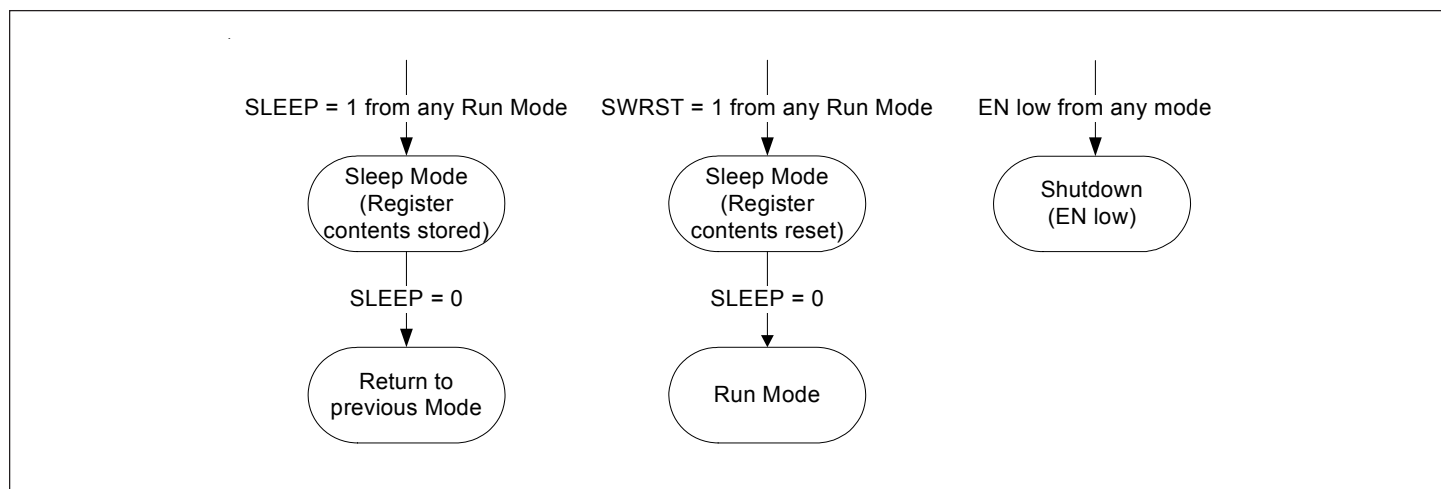 SLEEP = 1 from any Run Mode
Sleep Mode
(Register
contents stored)
SLEEP = 0
Return to
previous Mode
SWRST = 1 from any Run Mode
Sleep Mode
(Register
contents reset)
SLEEP = 0
Run Mode
EN low from any mode
Shutdown
(EN low)